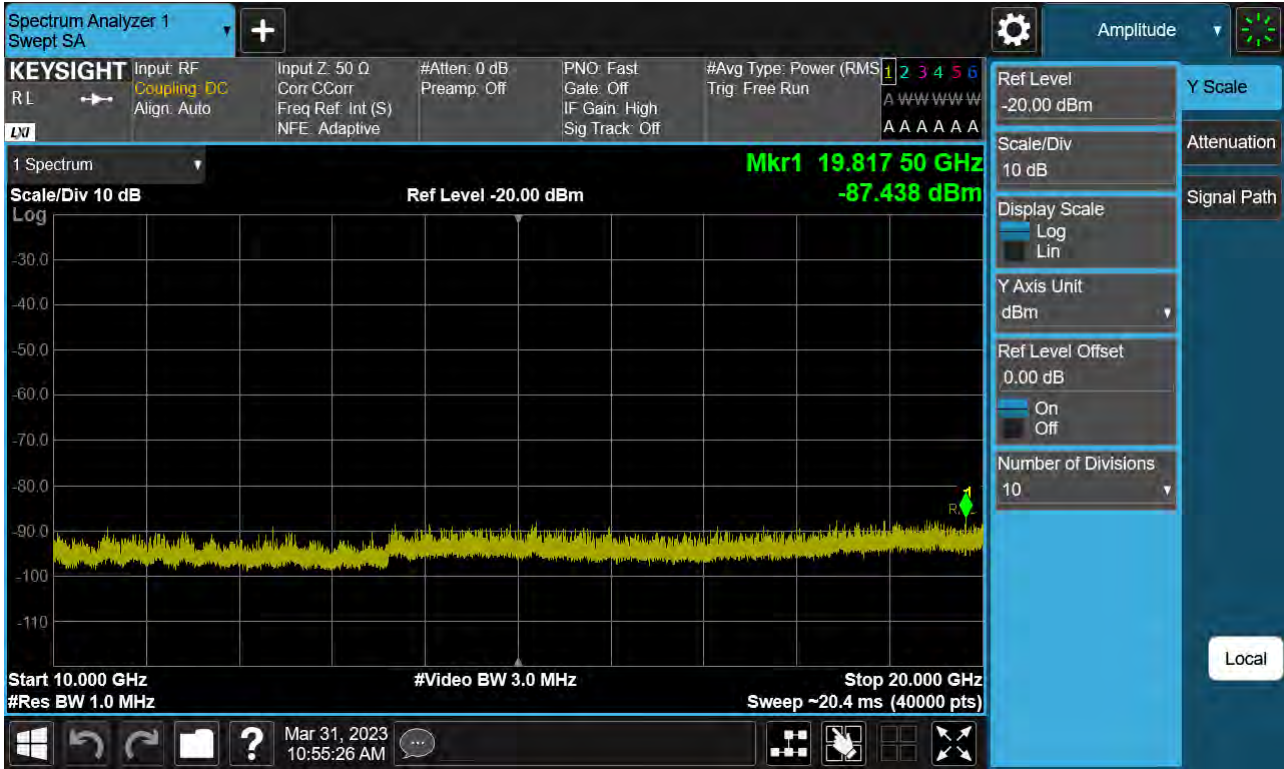 Spectrum Analyzer 1
Swept SA
Amplitude
KEYSIGHT
R L
LXI
Input: RF
Coupling: DC
Align: Auto
Input Z: 50 Ω
Corr CCorr
Freq Ref: Int (S)
NFE: Adaptive
#Atten: 0 dB
Preamp: Off
PNO: Fast
Gate: Off
IF Gain: High
Sig Track: Off
#Avg Type: Power (RMS
Trig: Free Run
1 2 3 4 5 6
A W W W W W
A A A A A A
1 Spectrum
Mkr1 19.817 50 GHz
Scale/Div 10 dB
Ref Level -20.00 dBm
-87.438 dBm
Log
-30.0
-40.0
-50.0
-60.0
-70.0
-80.0
-90.0
-100
-110
1
Start 10.000 GHz
#Video BW 3.0 MHz
Stop 20.000 GHz
#Res BW 1.0 MHz
Sweep ~20.4 ms (40000 pts)
Ref Level
-20.00 dBm
Scale/Div
10 dB
Display Scale
Log
Lin
Y Axis Unit
dBm
Ref Level Offset
0.00 dB
On
Off
Number of Divisions
10
Y Scale
Attenuation
Signal Path
Local
?
Mar 31, 2023
10:55:26 AM